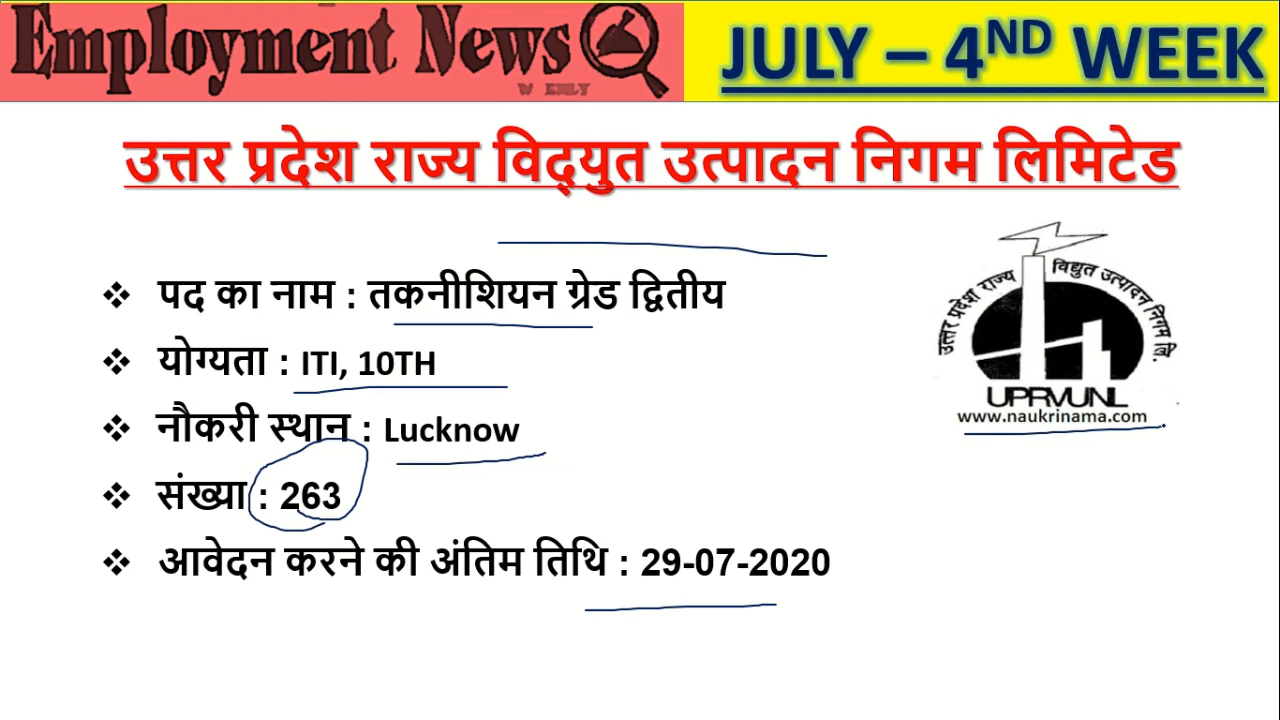 Employment News
WEEKLY
JULY – 4ND WEEK
उत्तर प्रदेश राज्य विद्युत उत्पादन निगम लिमिटेड
❖ पद का नाम : तकनीशियन ग्रेड द्वितीय
❖ योग्यता : ITI, 10TH
❖ नौकरी स्थान : Lucknow
❖ संख्या : 263
❖ आवेदन करने की अंतिम तिथि : 29-07-2020
उत्तर प्रदेश राज्य विद्युत उत्पादन निगम लि.
UPRVUNL
www.naukrinama.com